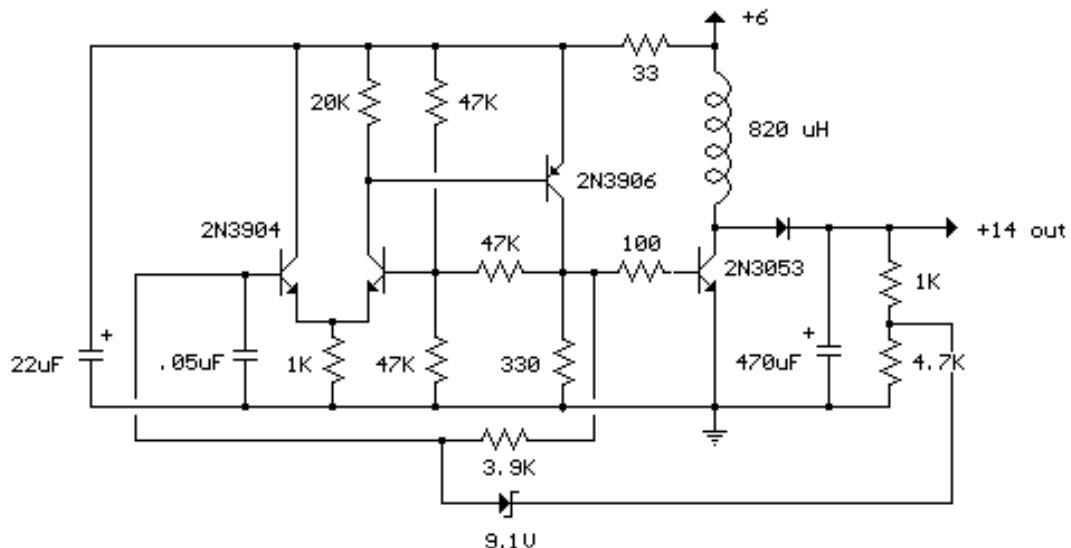 +6
33
20K
47K
820 uH
2N3906
2N3904
47K
100
+14 out
2N3053
1K
+
+
22uF
.05uF
1K
47K
330
470uF
4.7K
3.9K
9.1V